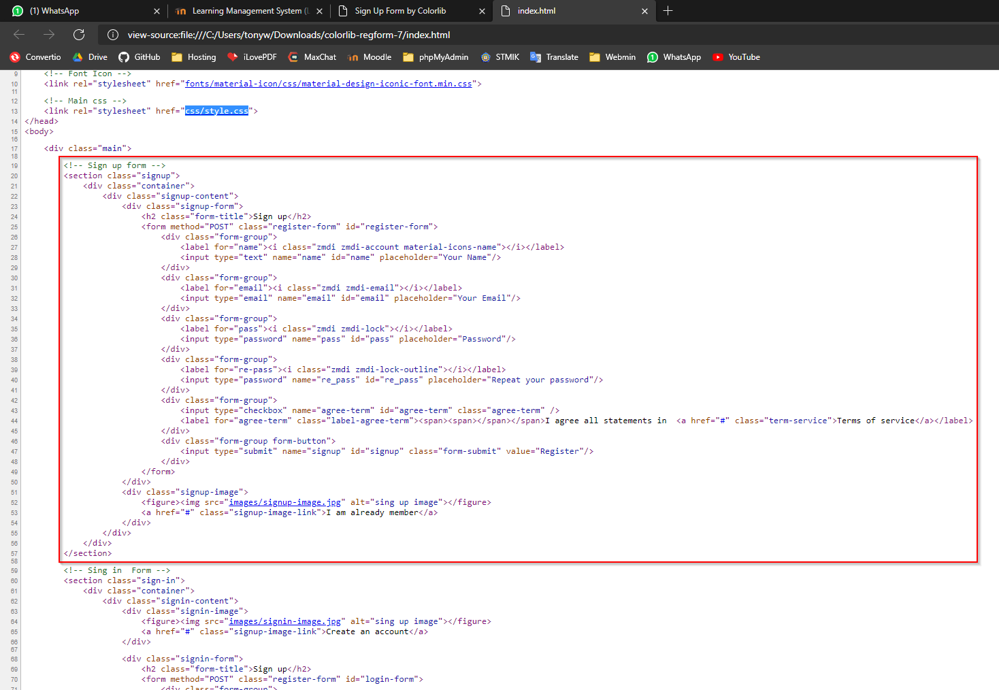 (1) WhatsApp
Learning Management System (L
Sign Up Form by Colorlib
index.html
view-source:file:///C:/Users/tonyw/Downloads/colorlib-regform-7/index.html
Convertio Drive GitHub Hosting iLovePDF MaxChat Moodle phpMyAdmin STMIK Translate Webmin WhatsApp YouTube
9 <!-- Font Icon -->
10 <link rel="stylesheet" href="fonts/material-icon/css/material-design-iconic-font.min.css">
11
12 <!-- Main css -->
13 <link rel="stylesheet" href="css/style.css">
14 </head>
15 <body>
16
17 <div class="main">
18
19 <!-- Sign up form -->
20 <section class="signup">
21 <div class="container">
22 <div class="signup-content">
23 <div class="signup-form">
24 <h2 class="form-title">Sign up</h2>
25 <form method="POST" class="register-form" id="register-form">
26 <div class="form-group">
27 <label for="name"><i class="zmdi zmdi-account material-icons-name"></i></label>
28 <input type="text" name="name" id="name" placeholder="Your Name"/>
29 </div>
30 <div class="form-group">
31 <label for="email"><i class="zmdi zmdi-email"></i></label>
32 <input type="email" name="email" id="email" placeholder="Your Email"/>
33 </div>
34 <div class="form-group">
35 <label for="pass"><i class="zmdi zmdi-lock"></i></label>
36 <input type="password" name="pass" id="pass" placeholder="Password"/>
37 </div>
38 <div class="form-group">
39 <label for="re-pass"><i class="zmdi zmdi-lock-outline"></i></label>
40 <input type="password" name="re_pass" id="re_pass" placeholder="Repeat your password"/>
41 </div>
42 <div class="form-group">
43 <input type="checkbox" name="agree-term" id="agree-term" class="agree-term" />
44 <label for="agree-term" class="label-agree-term"><span><span></span></span>I agree all statements in  <a href="#" class="term-service">Terms of service</a></label>
45 </div>
46 <div class="form-group form-button">
47 <input type="submit" name="signup" id="signup" class="form-submit" value="Register"/>
48 </div>
49 </form>
50 </div>
51 <div class="signup-image">
52 <figure><img src="images/signup-image.jpg" alt="sing up image"></figure>
53 <a href="#" class="signup-image-link">I am already member</a>
54 </div>
55 </div>
56 </div>
57 </section>
58
59 <!-- Sing in  Form -->
60 <section class="sign-in">
61 <div class="container">
62 <div class="signin-content">
63 <div class="signin-image">
64 <figure><img src="images/signin-image.jpg" alt="sing up image"></figure>
65 <a href="#" class="signup-image-link">Create an account</a>
66 </div>
67
68 <div class="signin-form">
69 <h2 class="form-title">Sign up</h2>
70 <form method="POST" class="register-form" id="login-form">
71 <div class="form-group">